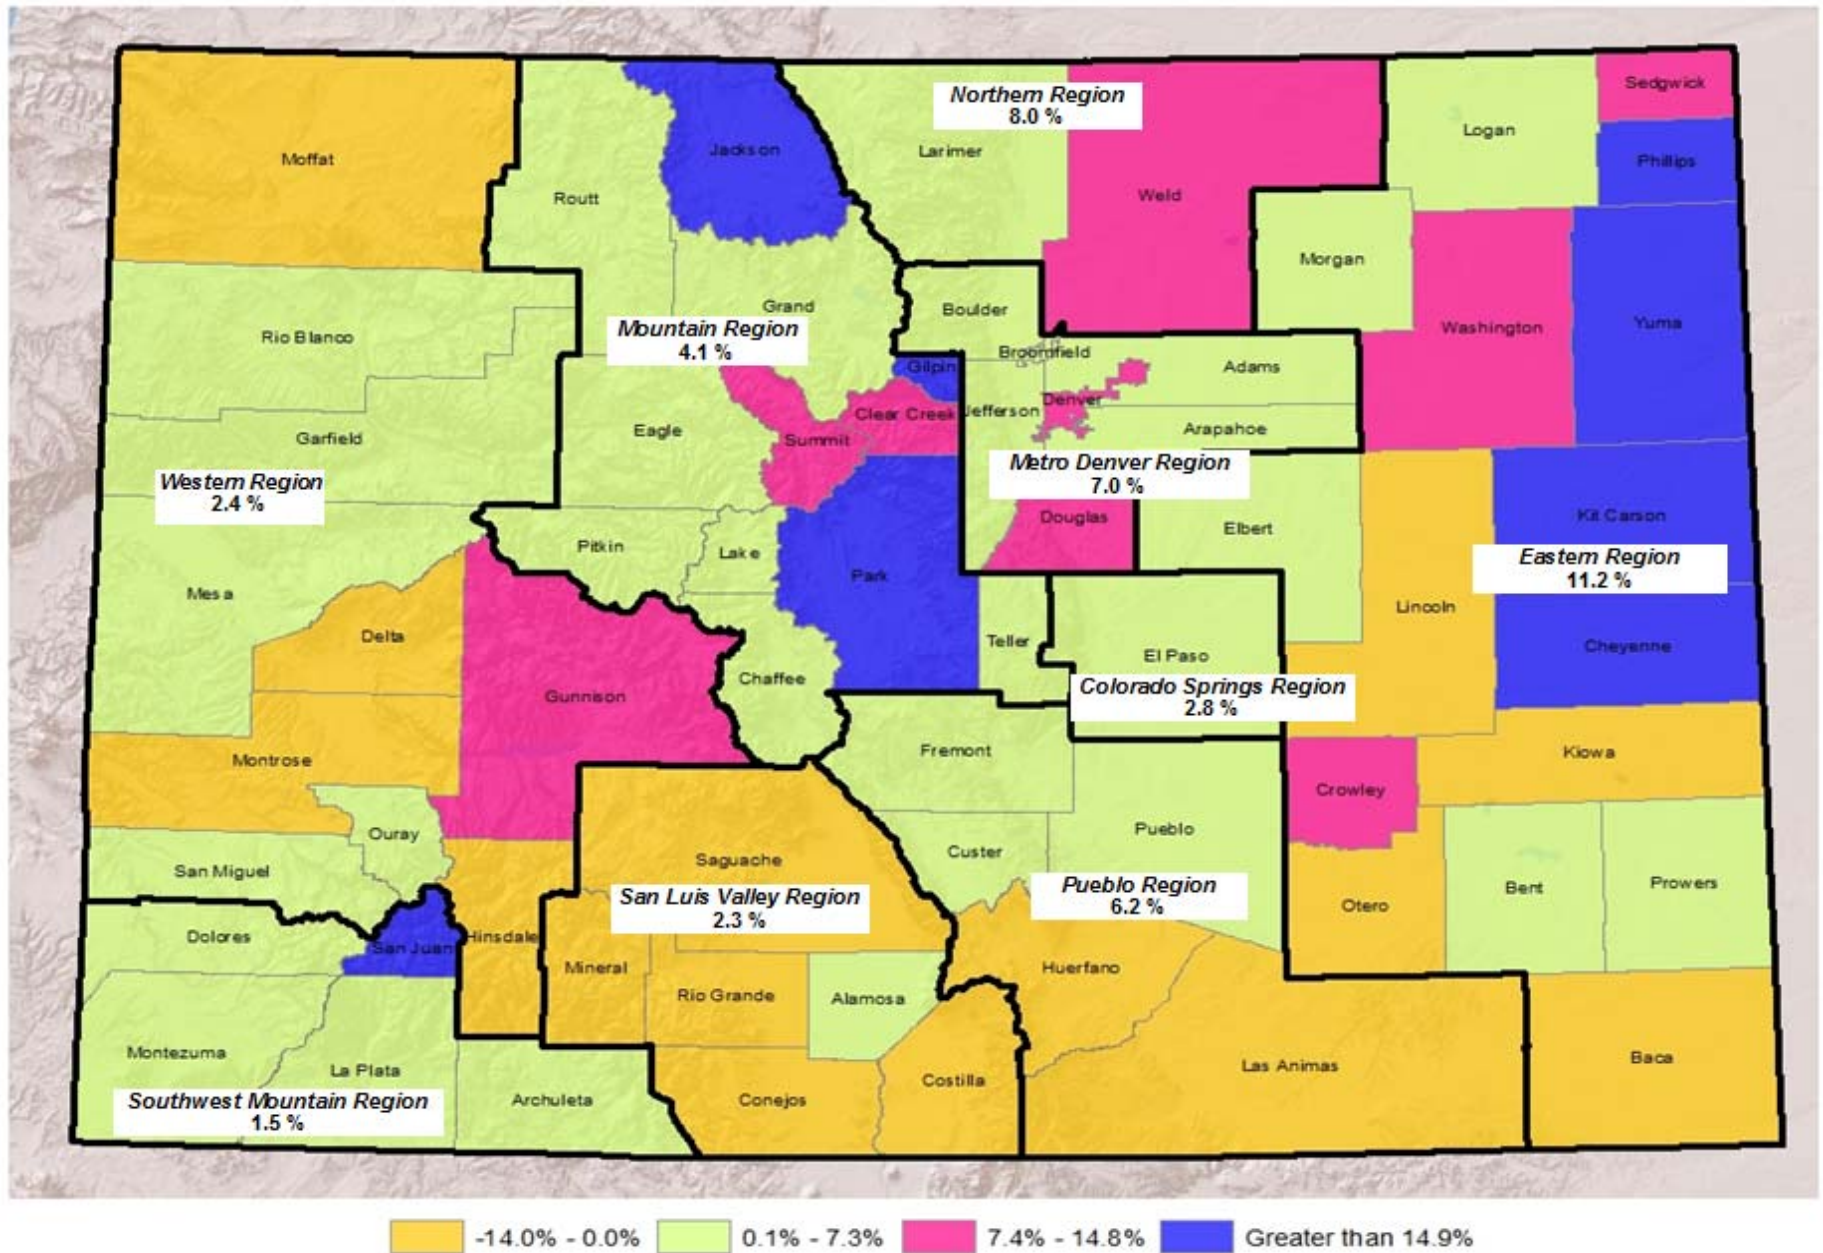 Sedgwick
Northern Region
8.0 %
Logan
Moffat
Jackson
Larimer
Phillips
Routt
Weld
Morgan
Grand
Boulder
Rio Blanco
Mountain Region
4.1 %
Washington
Yuma
Broomfield
Gilpin
Adams
Denver
Clear Creek
Jefferson
Eagle
Summit
Arapahoe
Garfield
Metro Denver Region
7.0 %
Western Region
2.4 %
Douglas
Elbert
Kit Carson
Pitkin
Lake
Park
Eastern Region
11.2 %
Mesa
Lincoln
Delta
Teller
El Paso
Cheyenne
Chaffee
Colorado Springs Region
2.8 %
Gunnison
Fremont
Kiowa
Montrose
Crowley
Ouray
Pueblo
Custer
Saguache
San Miguel
Pueblo Region
6.2 %
Bent
Prowers
San Luis Valley Region
2.3 %
Otero
Dolores
San Juan
Hinsdale
Mineral
Huerfano
Rio Grande
Alamosa
Montezuma
La Plata
Las Animas
Baca
Costilla
Southwest Mountain Region
1.5 %
Archuleta
Conejos
-14.0% - 0.0%
0.1% - 7.3%
7.4% - 14.8%
Greater than 14.9%